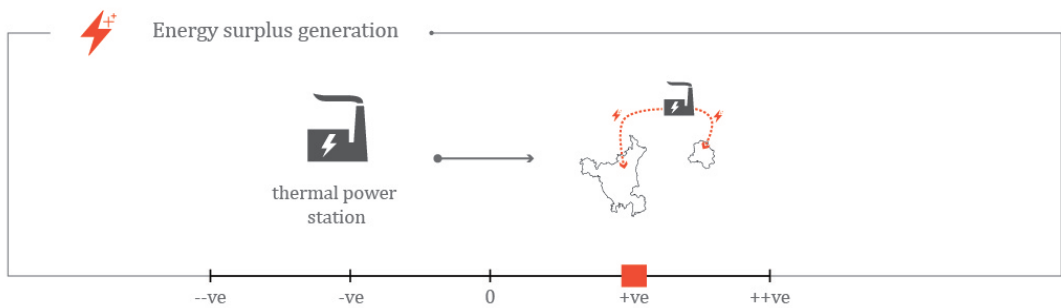 Energy surplus generation
thermal power
station
--ve
-ve
0
+ve
++ve